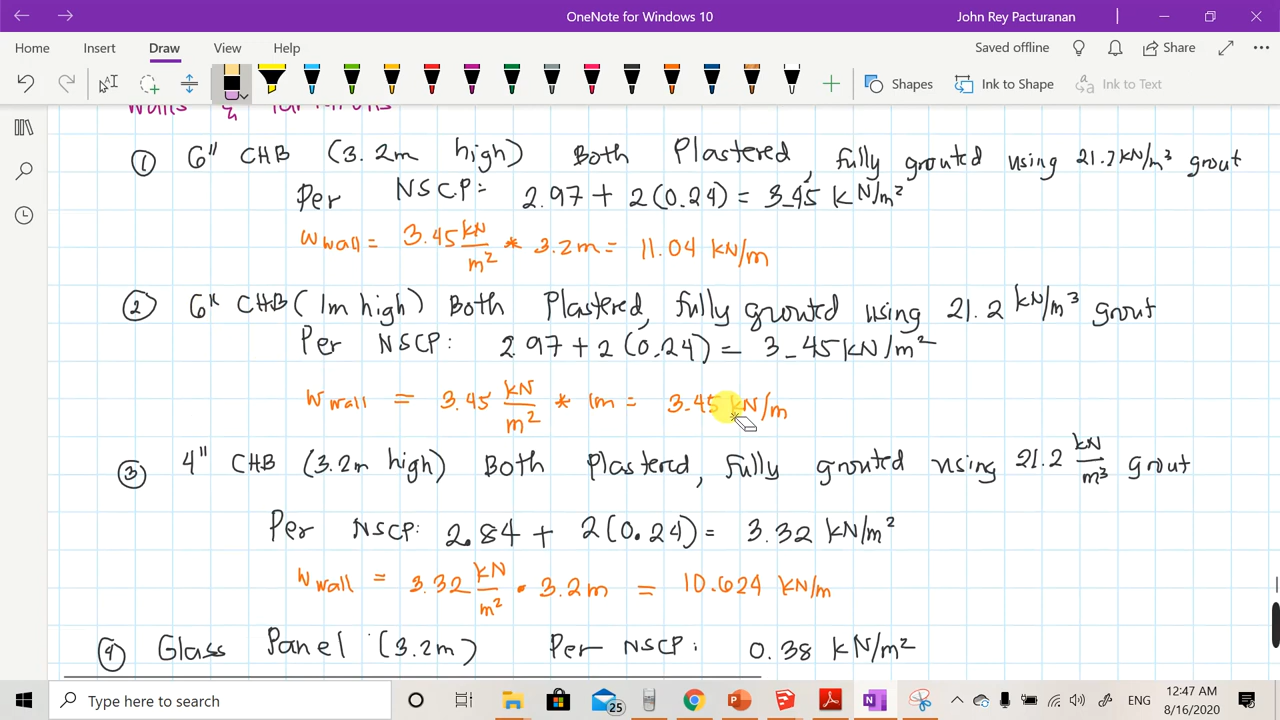 OneNote for Windows 10
John Rey Pacturanan
Home Insert Draw View Help
Saved offline
Share
Shapes
Ink to Shape
Ink to Text
Walls &
① 6" CHB (3.2m high) Both Plastered, fully grouted using 21.2 kN/m³ grout
Per NSCP: 2.97 + 2(0.24) = 3.45 kN/m²
Wwall = 3.45 kN/m² * 3.2m = 11.04 kN/m
② 6" CHB (1m high) Both Plastered, fully grouted using 21.2 kN/m³ grout
Per NSCP: 2.97 + 2(0.24) = 3.45 kN/m²
Wwall = 3.45 kN/m² * 1m = 3.45 kN/m
③ 4" CHB (3.2m high) Both Plastered, fully grouted using 21.2 kN/m³ grout
Per NSCP: 2.84 + 2(0.24) = 3.32 kN/m²
Wwall = 3.32 kN/m² • 3.2m = 10.624 kN/m
④ Glass Panel (3.2m) Per NSCP: 0.38 kN/m²
Type here to search
25
ENG
12:47 AM
8/16/2020